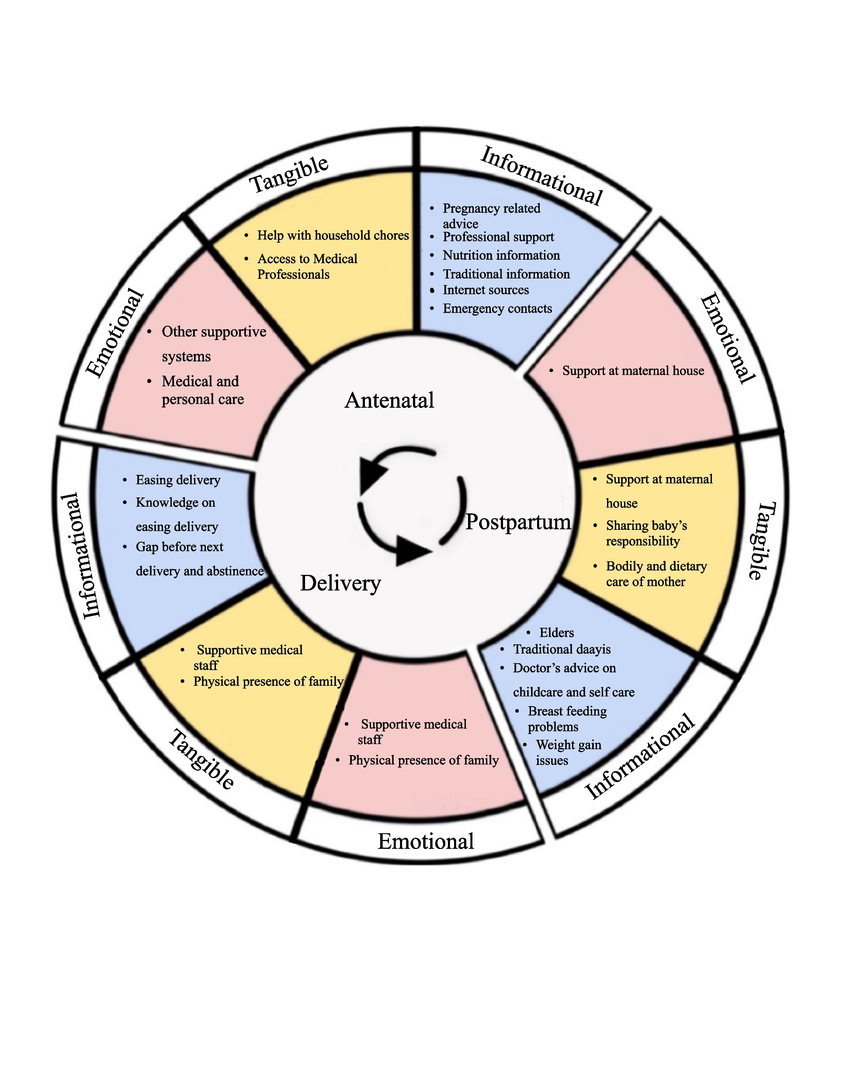 Tangible
• Help with household chores
• Access to Medical
Professionals
Informational
• Pregnancy related
advice
• Professional support
• Nutrition information
• Traditional information
• Internet sources
• Emergency contacts
Emotional
• Other supportive
systems
• Medical and
personal care
Emotional
• Support at maternal house
Antenatal
Postpartum
Delivery
Informational
• Easing delivery
• Knowledge on
easing delivery
• Gap before next
delivery and abstinence
Tangible
• Support at maternal
house
• Sharing baby’s
responsibility
• Bodily and dietary
care of mother
Tangible
• Supportive medical
staff
• Physical presence of family
Emotional
• Supportive medical
staff
• Physical presence of family
Informational
• Elders
• Traditional daayis
• Doctor’s advice on
childcare and self care
• Breast feeding
problems
• Weight gain
issues